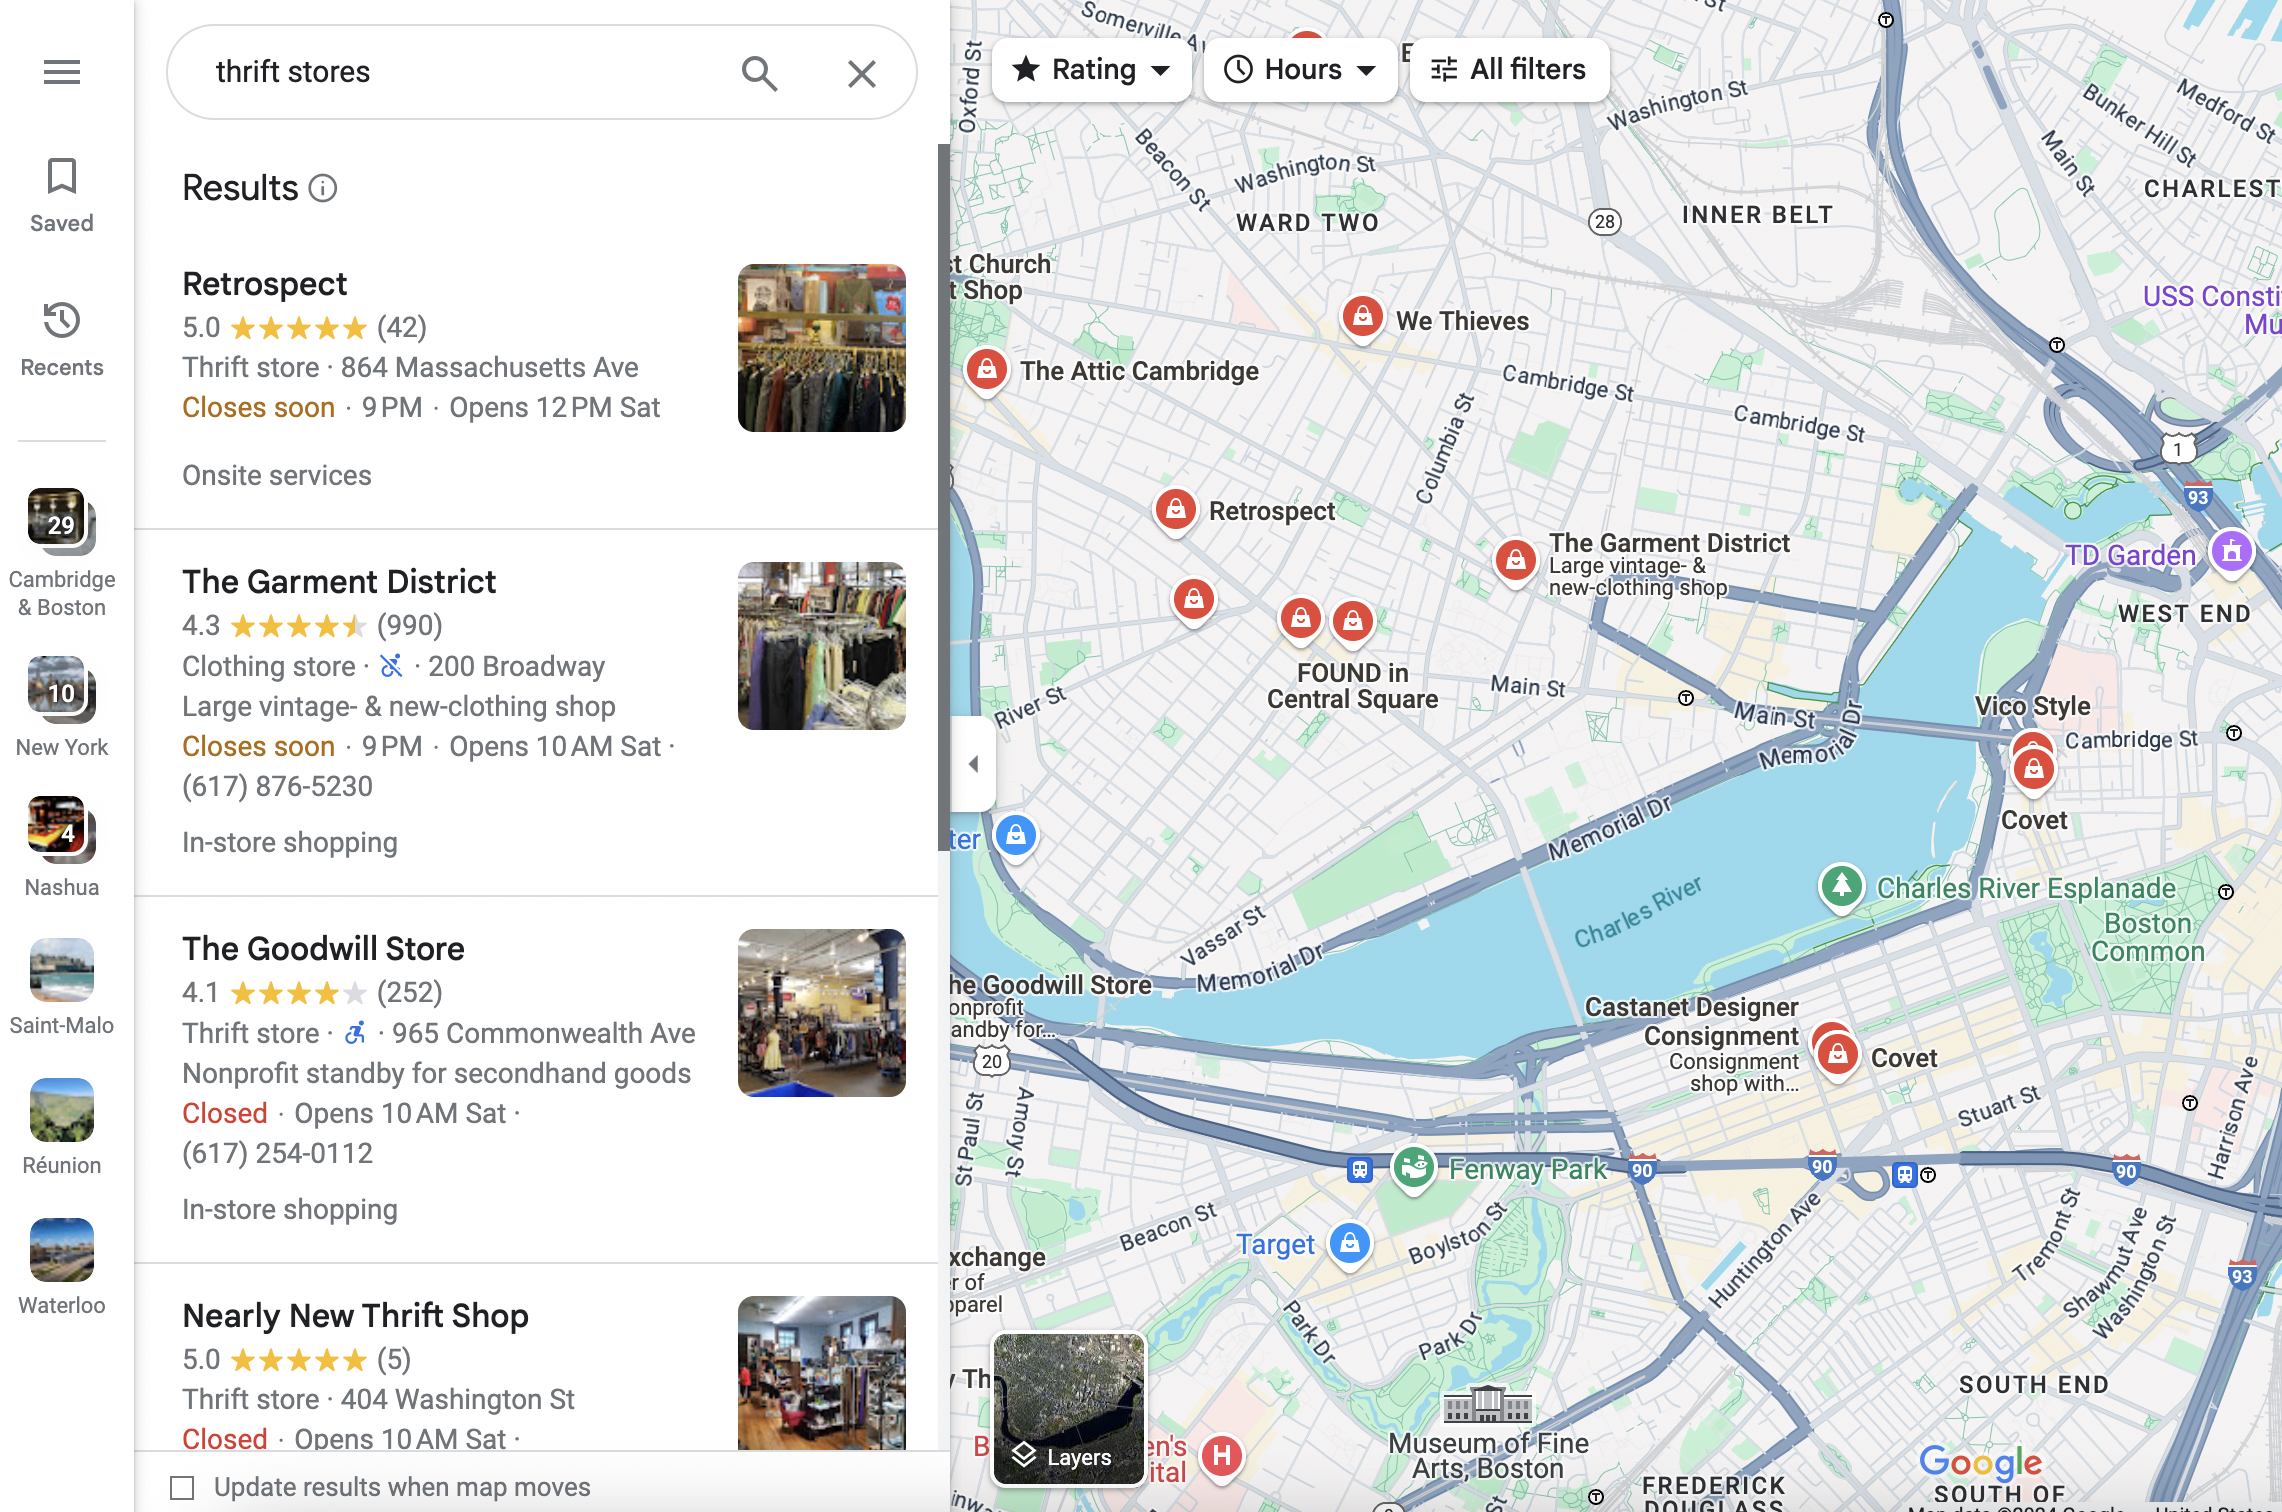 thrift stores
Saved
Recents
29
Cambridge
& Boston
10
New York
4
Nashua
Saint-Malo
Réunion
Waterloo
Results
Retrospect
5.0 (42)
Thrift store · 864 Massachusetts Ave
Closes soon · 9 PM · Opens 12 PM Sat
Onsite services
The Garment District
4.3 (990)
Clothing store · · 200 Broadway
Large vintage- & new-clothing shop
Closes soon · 9 PM · Opens 10 AM Sat ·
(617) 876-5230
In-store shopping
The Goodwill Store
4.1 (252)
Thrift store · · 965 Commonwealth Ave
Nonprofit standby for secondhand goods
Closed · Opens 10 AM Sat ·
(617) 254-0112
In-store shopping
Nearly New Thrift Shop
5.0 (5)
Thrift store · 404 Washington St
Closed · Opens 10 AM Sat ·
Update results when map moves
Rating
Hours
All filters
Oxford St
Beacon St
Washington St
Washington St
WARD TWO
28
INNER BELT
Bunker Hill St
Medford St
Main St
st Church
t Shop
We Thieves
The Attic Cambridge
Cambridge St
Cambridge St
Columbia St
1
93
TD Garden
WEST END
Retrospect
The Garment District
Large vintage- &
new-clothing shop
FOUND in
Central Square
Main St
Main St
River St
Memorial Dr
Vico Style
Cambridge St
Covet
Memorial Dr
Charles River
Charles River Esplanade
Boston
Common
Vassar St
Memorial Dr
he Goodwill Store
onprofit
andby for...
20
Castanet Designer
Consignment
Consignment
shop with...
Covet
Stuart St
Harrison Ave
St Paul St
Amory St
Fenway Park
90
90
90
Beacon St
Target
Boylston St
Huntington Ave
Tremont St
Shawmut Ave
Washington St
93
xchange
r of
pparel
Park Dr
Park Dr
SOUTH END
Layers
H
Museum of Fine
Arts, Boston
Google
FREDERICK
SOUTH OF